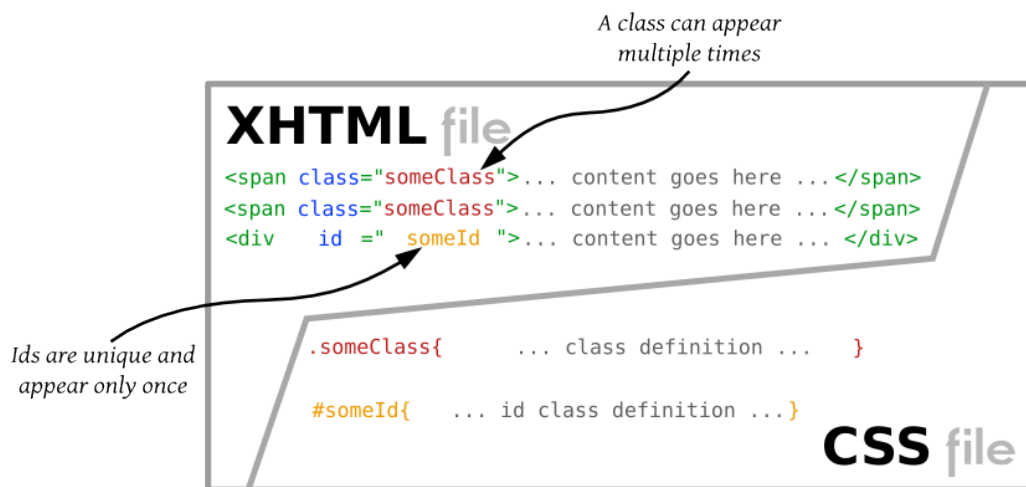 A class can appear
multiple times
XHTML file
<span class="someClass">... content goes here ...</span>
<span class="someClass">... content goes here ...</span>
<div id =" someId ">... content goes here ... </div>
Ids are unique and
appear only once
.someClass{ ... class definition ... }
#someId{ ... id class definition ...}
CSS file